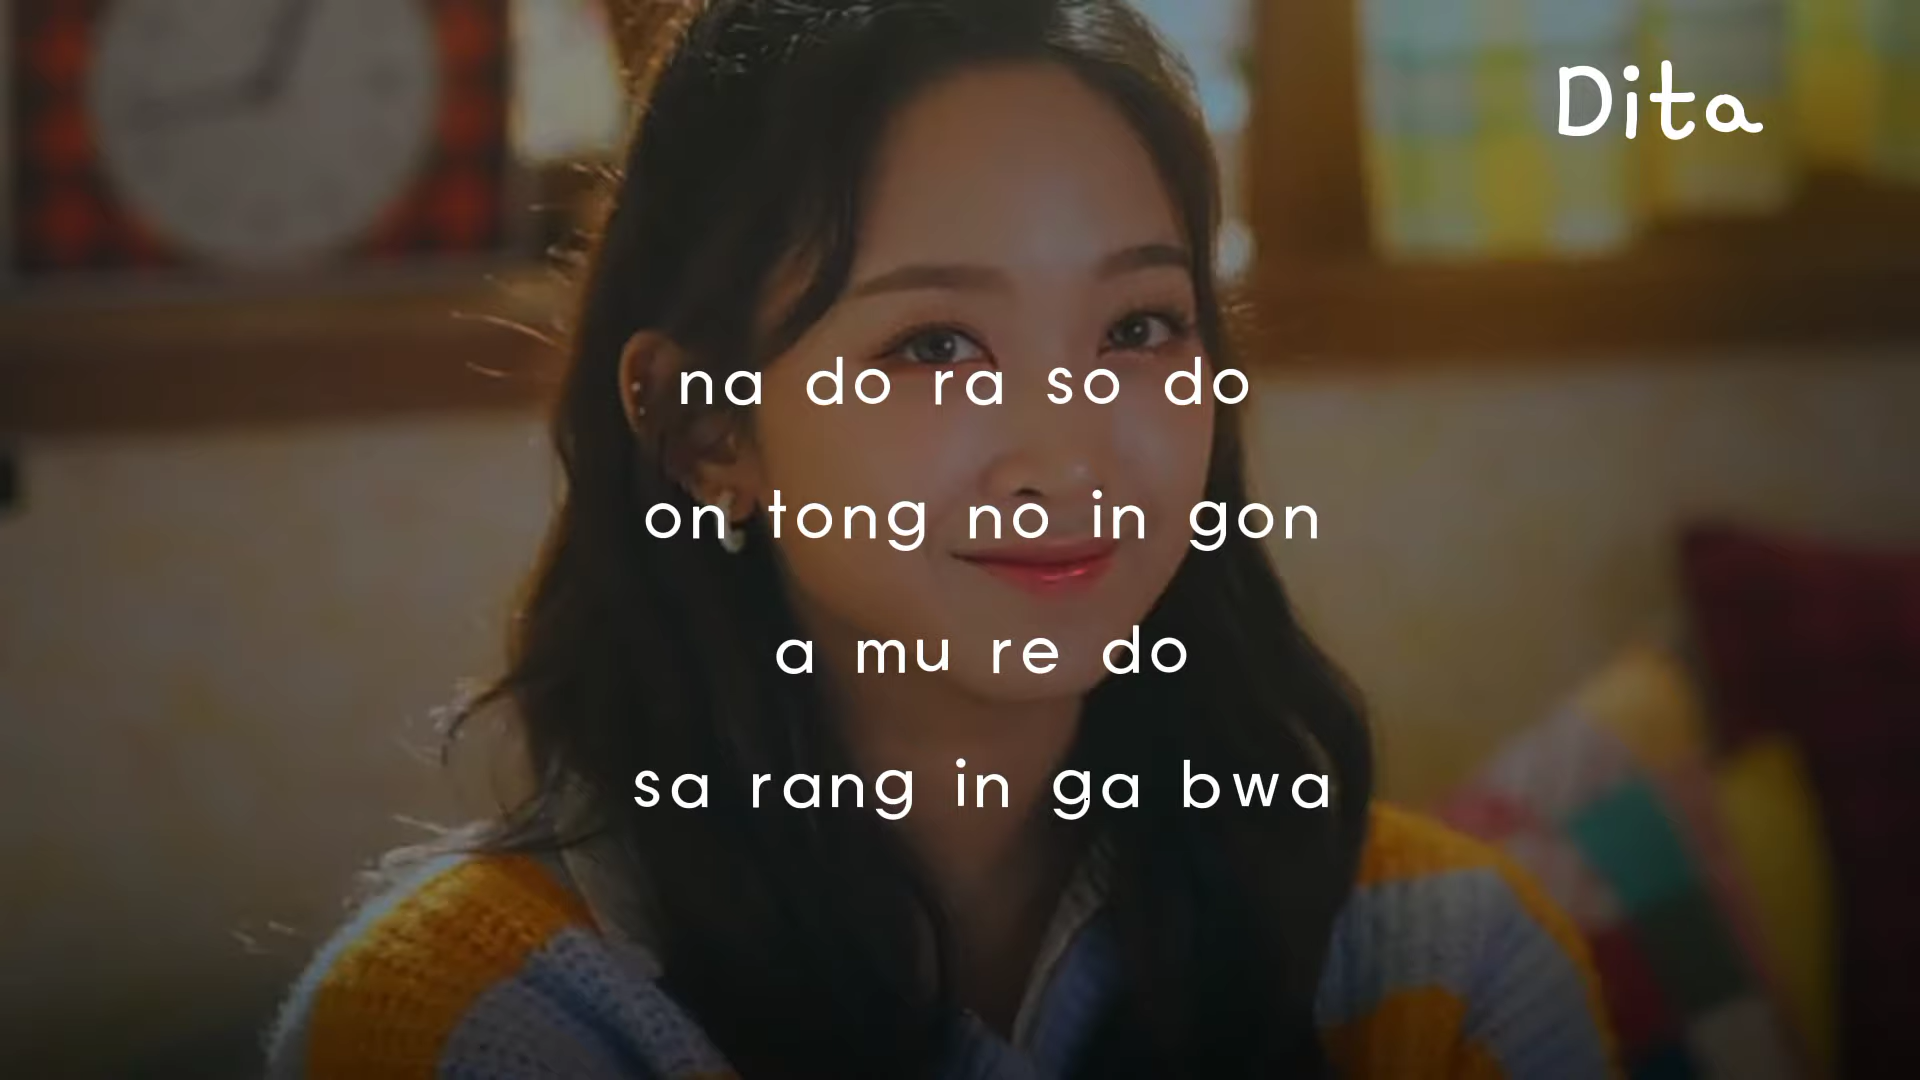 Dita
na do ra so do
on tong no in gon
a mu re do
sa rang in ga bwa